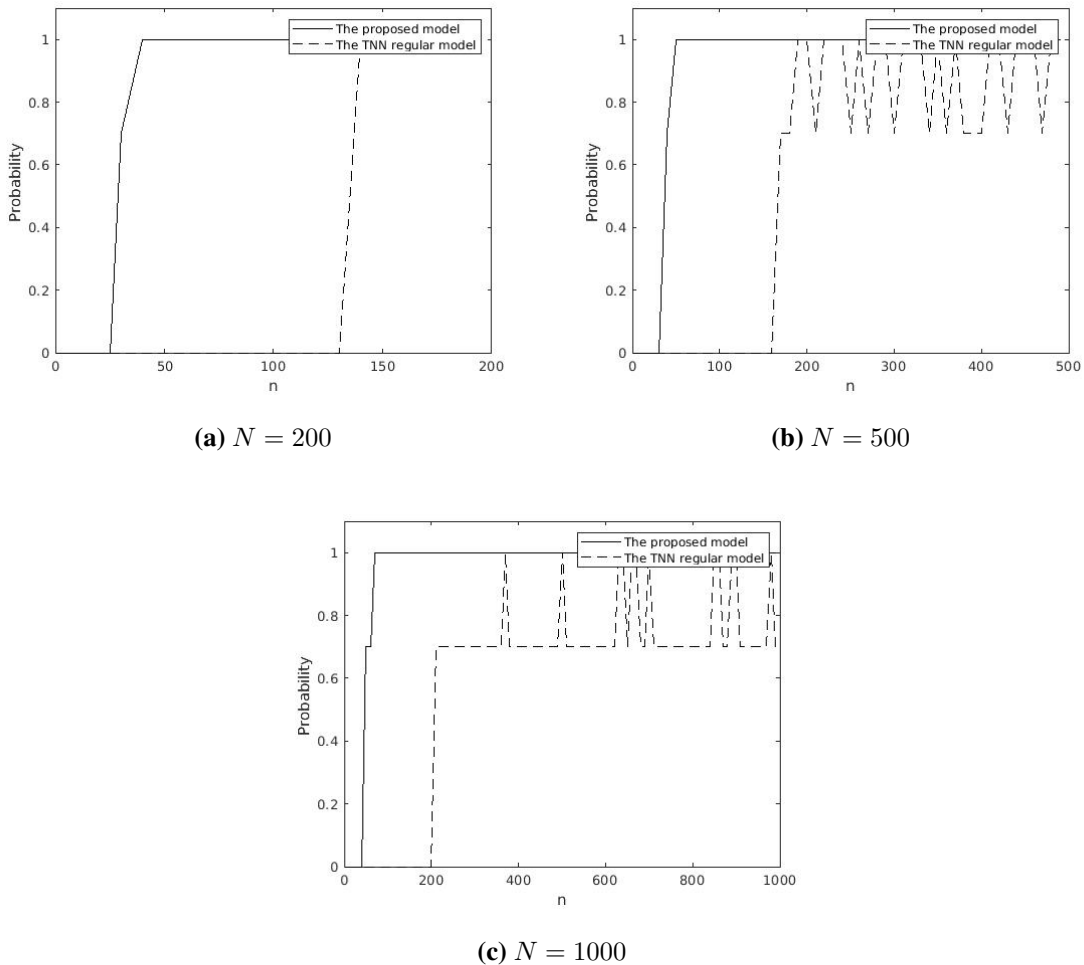 The proposed model
The TNN regular model
1
0.8
0.6
0.4
0.2
0
Probability
0 50 100 150 200
n
(a) N = 200
The proposed model
The TNN regular model
1
0.8
0.6
0.4
0.2
0
Probability
0 100 200 300 400 500
n
(b) N = 500
The proposed model
The TNN regular model
1
0.8
0.6
0.4
0.2
0
Probability
0 200 400 600 800 1000
n
(c) N = 1000